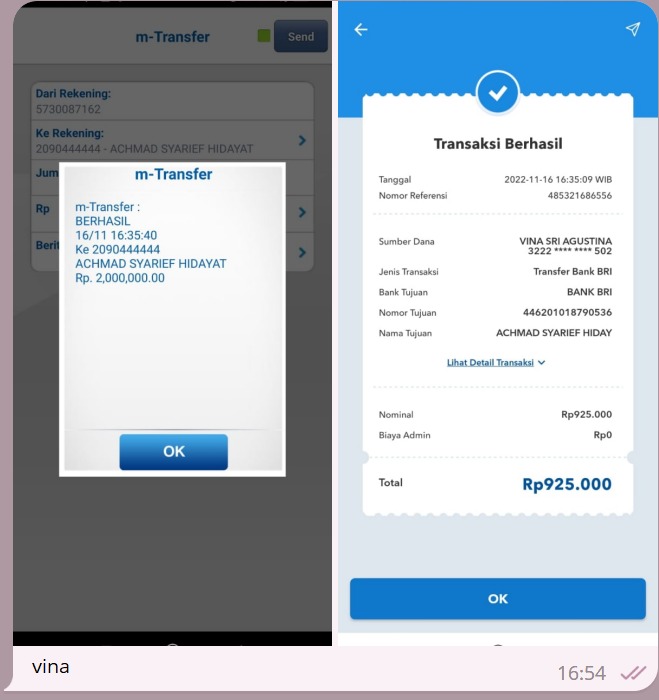 m-Transfer
Send
Dari Rekening:
5730087162
Ke Rekening:
2090444444 - ACHMAD SYARIEF HIDAYAT
Jum
Rp
Berit
m-Transfer
m-Transfer :
BERHASIL
16/11 16:35:40
Ke 2090444444
ACHMAD SYARIEF HIDAYAT
Rp. 2,000,000.00
OK
Transaksi Berhasil
Tanggal 2022-11-16 16:35:09 WIB
Nomor Referensi 485321686556
Sumber Dana VINA SRI AGUSTINA
3222 **** **** 502
Jenis Transaksi Transfer Bank BRI
Bank Tujuan BANK BRI
Nomor Tujuan 446201018790536
Nama Tujuan ACHMAD SYARIEF HIDAY
Lihat Detail Transaksi
Nominal Rp925.000
Biaya Admin Rp0
Total Rp925.000
OK
vina
16:54